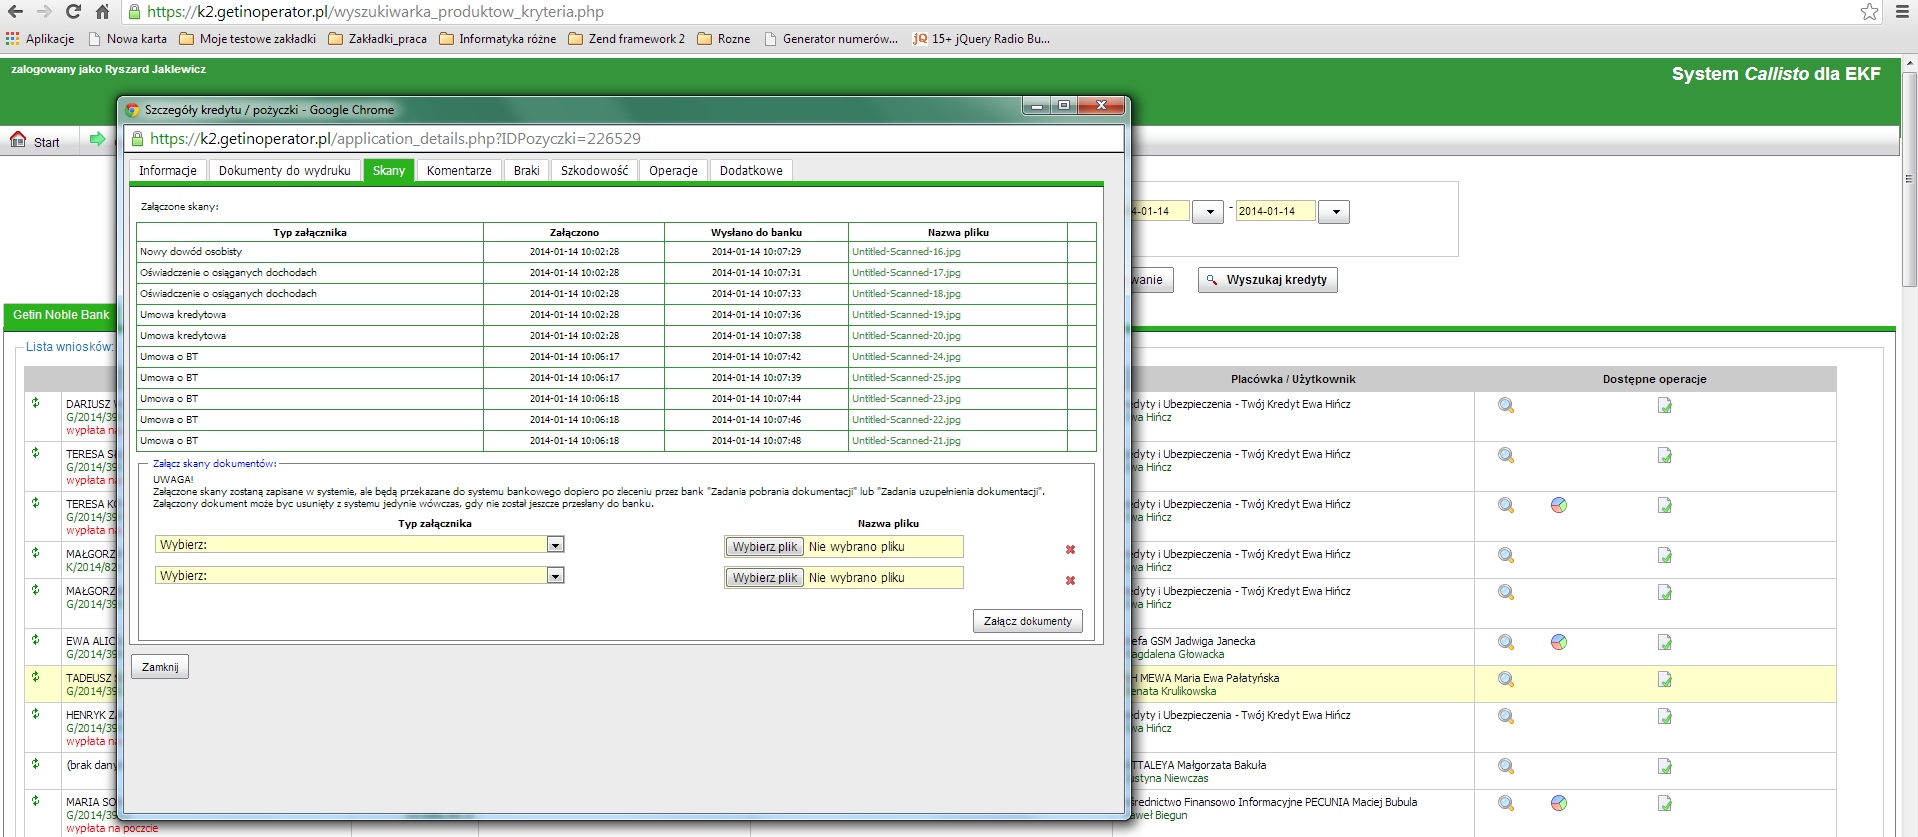 https://k2.getinoperator.pl/wyszukiwarka_produktow_kryteria.php
Aplikacje Nowa karta Moje testowe zakładki Zakładki_praca Informatyka różne Zend framework 2 Rozne Generator numerów... jQ 15+ jQuery Radio Bu...
zalogowany jako Ryszard Jaklewicz
System Callisto dla EKF
Start
Szczegóły kredytu / pożyczki - Google Chrome
https://k2.getinoperator.pl/application_details.php?IDPozyczki=226529
Informacje Dokumenty do wydruku Skany Komentarze Braki Szkodowość Operacje Dodatkowe
Załączone skany:
Typ załącznika Załączono Wysłano do banku Nazwa pliku
Nowy dowód osobisty 2014-01-14 10:02:28 2014-01-14 10:07:29 Untitled-Scanned-16.jpg
Oświadczenie o osiąganych dochodach 2014-01-14 10:02:28 2014-01-14 10:07:31 Untitled-Scanned-17.jpg
Oświadczenie o osiąganych dochodach 2014-01-14 10:02:28 2014-01-14 10:07:33 Untitled-Scanned-18.jpg
Umowa kredytowa 2014-01-14 10:02:28 2014-01-14 10:07:36 Untitled-Scanned-19.jpg
Umowa kredytowa 2014-01-14 10:02:28 2014-01-14 10:07:38 Untitled-Scanned-20.jpg
Umowa o BT 2014-01-14 10:06:17 2014-01-14 10:07:42 Untitled-Scanned-24.jpg
Umowa o BT 2014-01-14 10:06:17 2014-01-14 10:07:39 Untitled-Scanned-25.jpg
Umowa o BT 2014-01-14 10:06:18 2014-01-14 10:07:44 Untitled-Scanned-23.jpg
Umowa o BT 2014-01-14 10:06:18 2014-01-14 10:07:46 Untitled-Scanned-22.jpg
Umowa o BT 2014-01-14 10:06:18 2014-01-14 10:07:48 Untitled-Scanned-21.jpg
Załącz skany dokumentów:
UWAGA!
Załączone skany zostaną zapisane w systemie, ale będą przekazane do systemu bankowego dopiero po zleceniu przez bank "Zadania pobrania dokumentacji" lub "Zadania uzupełnienia dokumentacji".
Załączony dokument może byc usunięty z systemu jedynie wówczas, gdy nie został jeszcze przesłany do banku.
Typ załącznika Nazwa pliku
Wybierz: Wybierz plik Nie wybrano pliku
Wybierz: Wybierz plik Nie wybrano pliku
Załącz dokumenty
Zamknij
4-01-14 - 2014-01-14
wanie Wyszukaj kredyty
Getin Noble Bank
Lista wniosków:
Placówka / Użytkownik Dostępne operacje
DARIUSZ W
G/2014/39
wypłata na
edyty i Ubezpieczenia - Twój Kredyt Ewa Hińcz
wa Hińcz
TERESA SŁ
G/2014/39
wypłata na
edyty i Ubezpieczenia - Twój Kredyt Ewa Hińcz
wa Hińcz
TERESA KO
G/2014/39
wypłata na
edyty i Ubezpieczenia - Twój Kredyt Ewa Hińcz
wa Hińcz
MAŁGORZ
K/2014/82
edyty i Ubezpieczenia - Twój Kredyt Ewa Hińcz
wa Hińcz
MAŁGORZ
G/2014/39
edyty i Ubezpieczenia - Twój Kredyt Ewa Hińcz
wa Hińcz
EWA ALIC
G/2014/39
efa GSM Jadwiga Janecka
agdalena Głowacka
TADEUSZ S
G/2014/39
H MEWA Maria Ewa Pałatyńska
enata Krulikowska
HENRYK Z
G/2014/39
wypłata na
edyty i Ubezpieczenia - Twój Kredyt Ewa Hińcz
wa Hińcz
(brak dany
TTALEYA Małgorzata Bakuła
ustyna Niewczas
MARIA SO
G/2014/39
wypłata na poczcie
średnictwo Finansowo Informacyjne PECUNIA Maciej Bubula
aweł Biegun